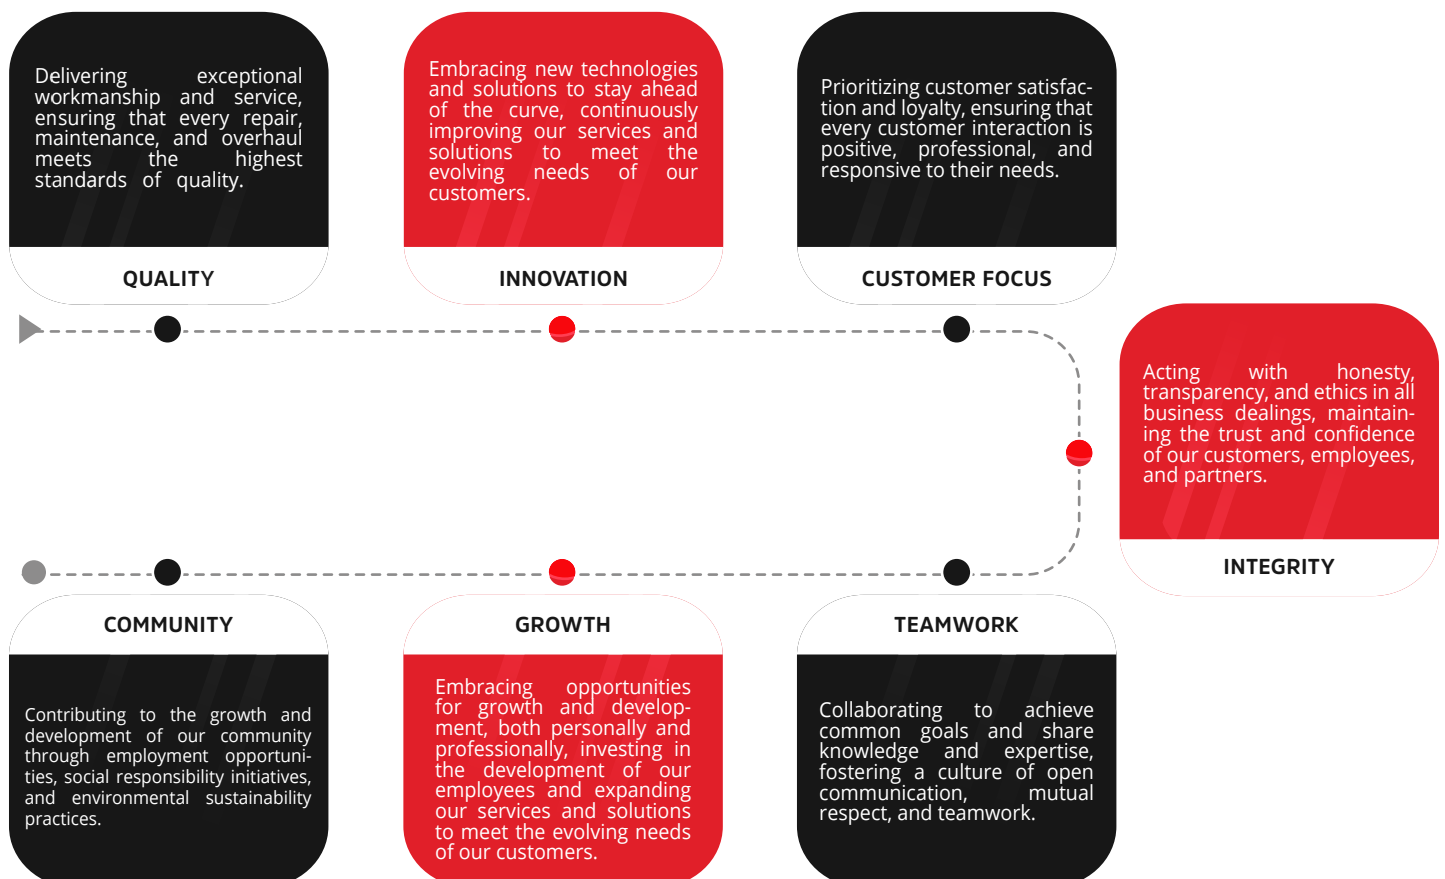 Delivering exceptional
workmanship and service,
ensuring that every repair,
maintenance, and overhaul
meets the highest
standards of quality.
QUALITY
Embracing new technologies
and solutions to stay ahead
of the curve, continuously
improving our services and
solutions to meet the
evolving needs of our
customers.
INNOVATION
Prioritizing customer satisfac-
tion and loyalty, ensuring that
every customer interaction is
positive, professional, and
responsive to their needs.
CUSTOMER FOCUS
Acting with honesty,
transparency, and ethics in all
business dealings, maintain-
ing the trust and confidence
of our customers, employees,
and partners.
INTEGRITY
COMMUNITY
Contributing to the growth and
development of our community
through employment opportuni-
ties, social responsibility initiatives,
and environmental sustainability
practices.
GROWTH
Embracing opportunities
for growth and develop-
ment, both personally and
professionally, investing in
the development of our
employees and expanding
our services and solutions
to meet the evolving needs
of our customers.
TEAMWORK
Collaborating to achieve
common goals and share
knowledge and expertise,
fostering a culture of open
communication, mutual
respect, and teamwork.